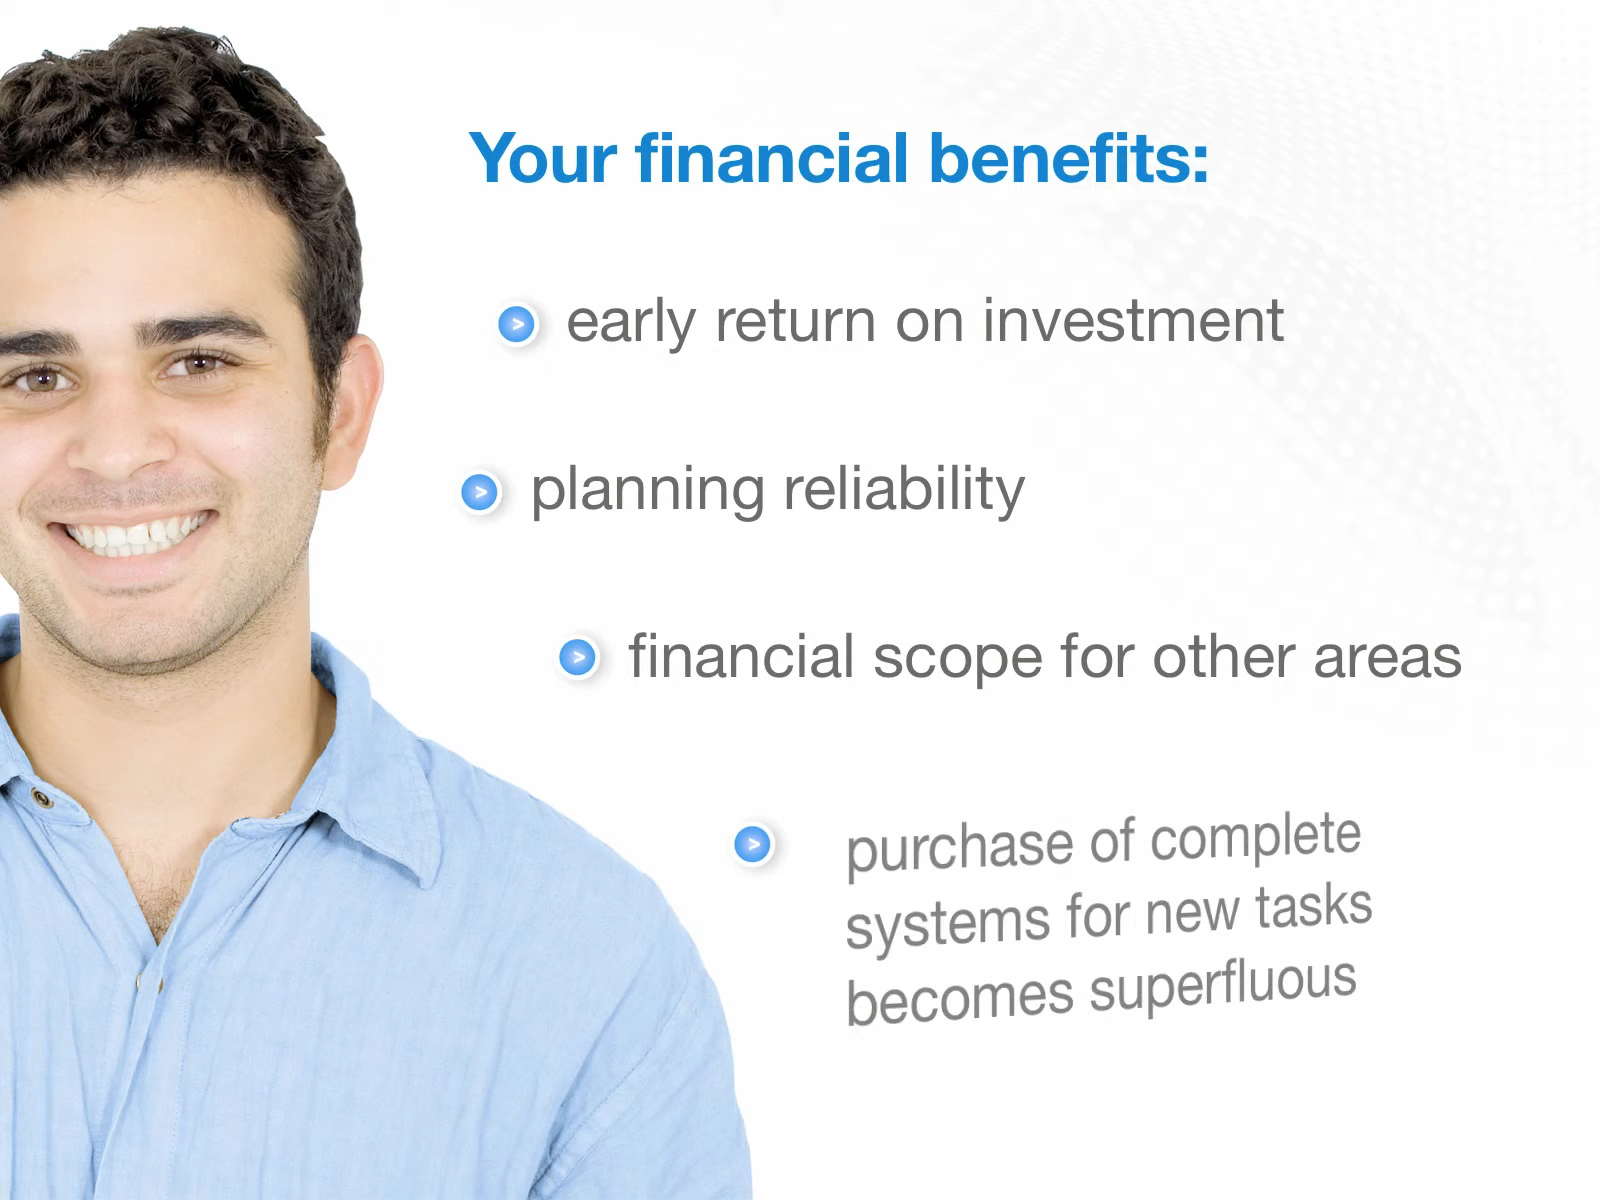 Your financial benefits:
early return on investment
planning reliability
financial scope for other areas
purchase of complete
systems for new tasks
becomes superfluous